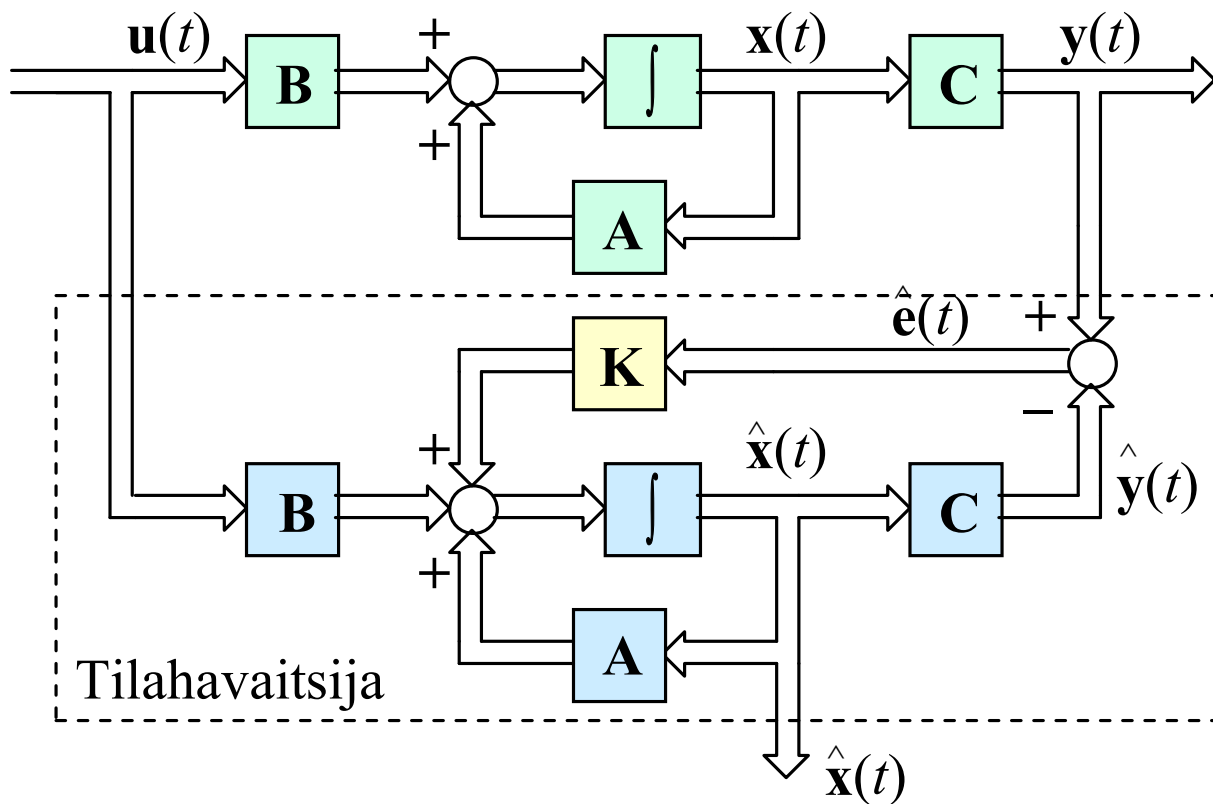 u(t)
+
x(t)
y(t)
B
∫
C
+
A
ê(t)
+
K
−
+
x̂(t)
ŷ(t)
B
∫
C
+
A
Tilahavaitsija
x̂(t)